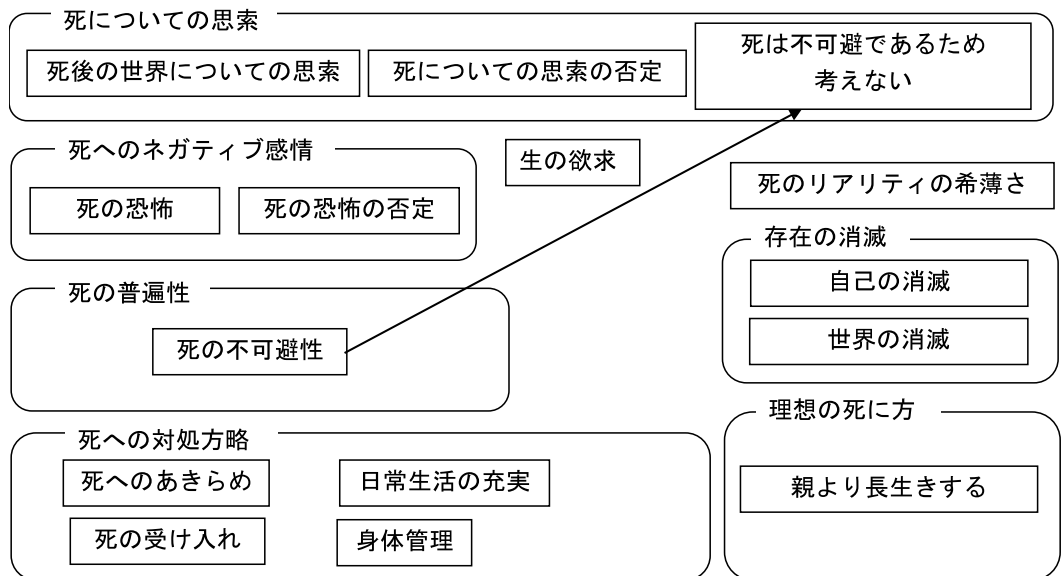 死についての思索
死後の世界についての思索
死についての思索の否定
死は不可避であるため
考えない
死へのネガティブ感情
死の恐怖
死の恐怖の否定
生の欲求
死のリアリティの希薄さ
存在の消滅
自己の消滅
世界の消滅
死の普遍性
死の不可避性
死への対処方略
死へのあきらめ
日常生活の充実
死の受け入れ
身体管理
理想の死に方
親より長生きする